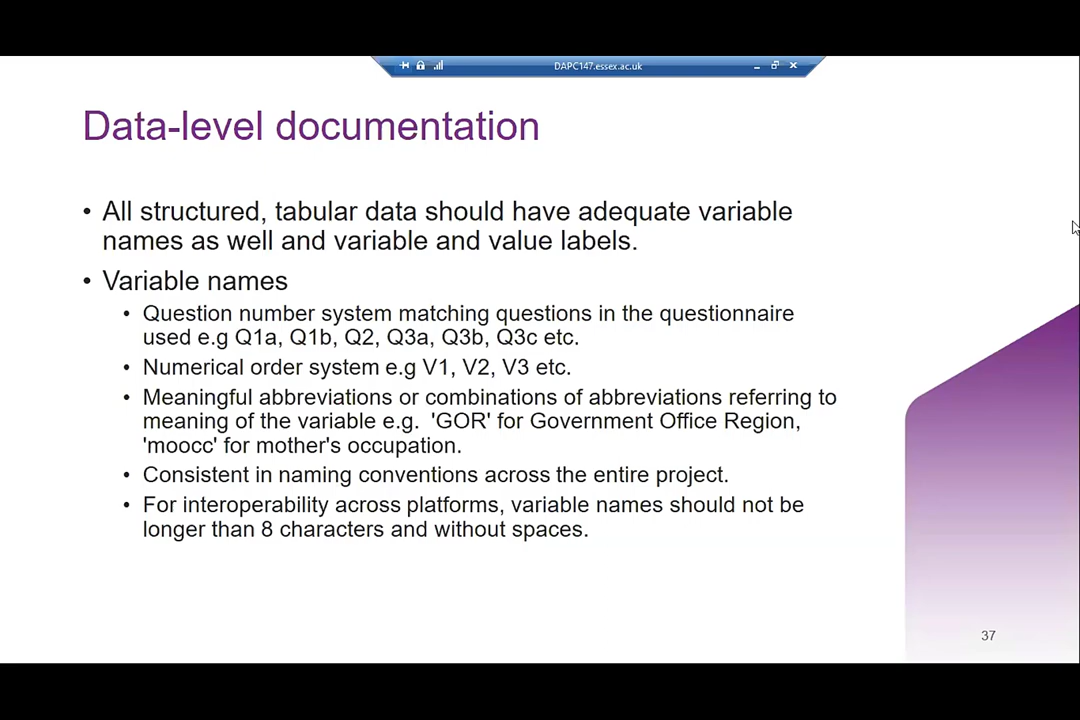 DAPC147.essex.ac.uk
Data-level documentation
• All structured, tabular data should have adequate variable
names as well and variable and value labels.
• Variable names
• Question number system matching questions in the questionnaire
used e.g Q1a, Q1b, Q2, Q3a, Q3b, Q3c etc.
• Numerical order system e.g V1, V2, V3 etc.
• Meaningful abbreviations or combinations of abbreviations referring to
meaning of the variable e.g. 'GOR' for Government Office Region,
'moocc' for mother's occupation.
• Consistent in naming conventions across the entire project.
• For interoperability across platforms, variable names should not be
longer than 8 characters and without spaces.
37